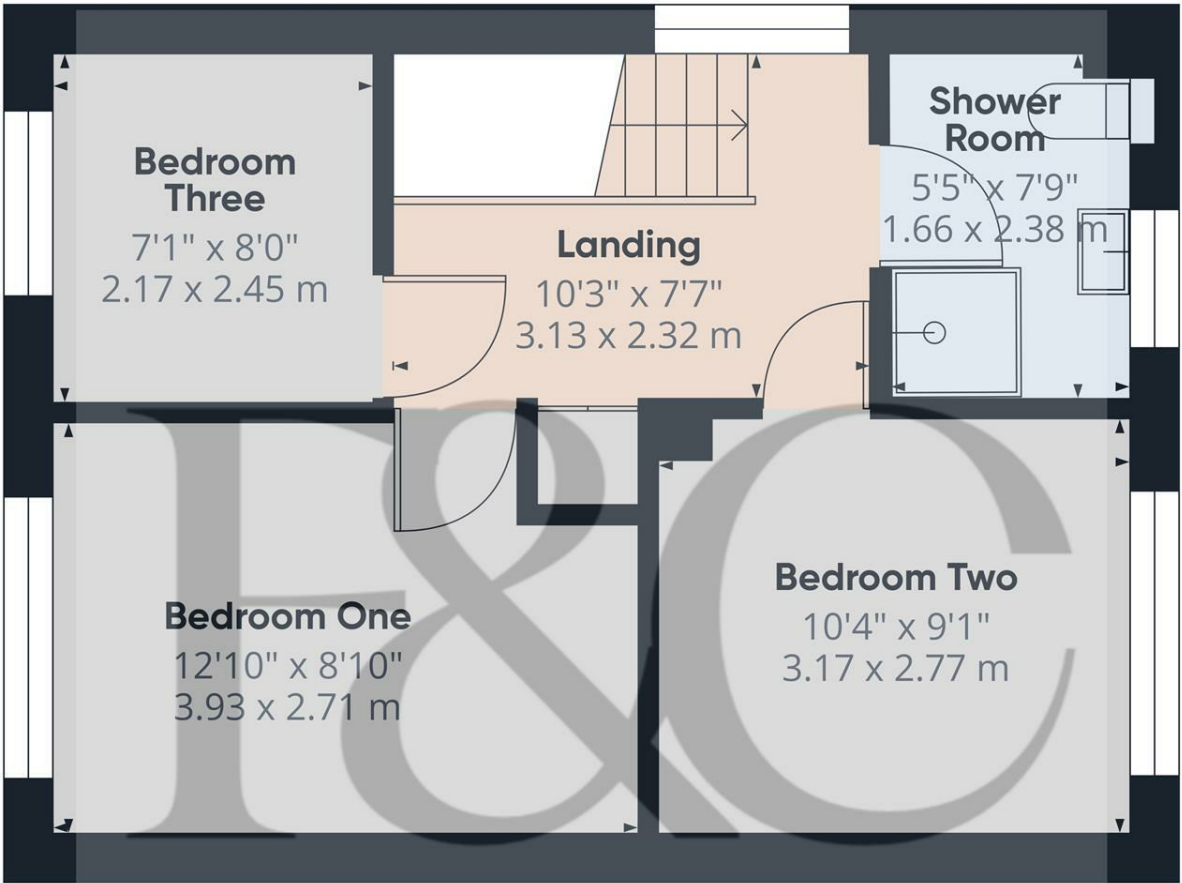 Bedroom
Three
7'1" x 8'0"
2.17 x 2.45 m
Shower
Room
5'5" x 7'9"
1.66 x 2.38 m
Landing
10'3" x 7'7"
3.13 x 2.32 m
Bedroom One
12'10" x 8'10"
3.93 x 2.71 m
Bedroom Two
10'4" x 9'1"
3.17 x 2.77 m
F&C